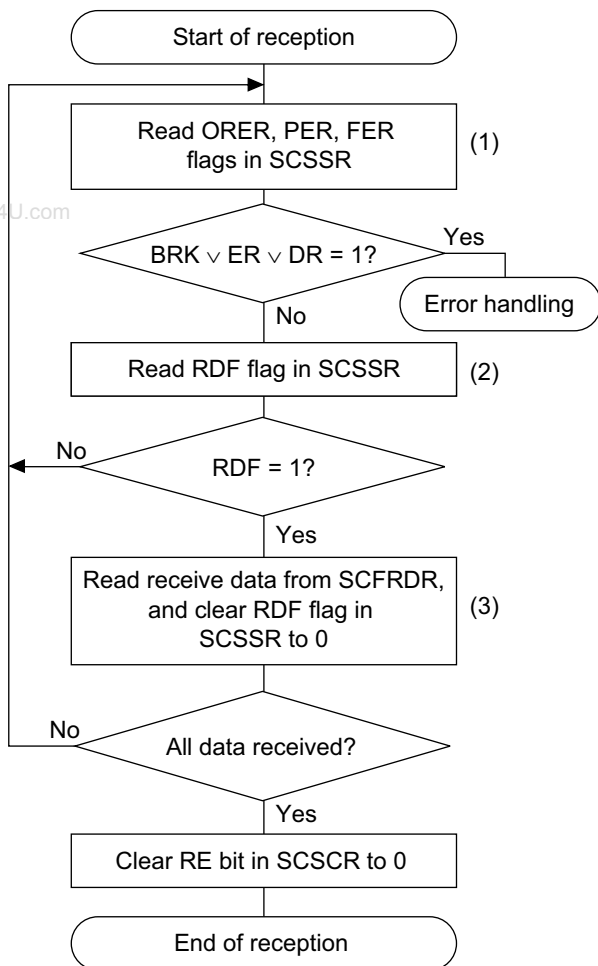 Start of reception
Read ORER, PER, FER
flags in SCSSR
(1)
4U.com
BRK ∨ ER ∨ DR = 1?
Yes
Error handling
No
Read RDF flag in SCSSR
(2)
No
RDF = 1?
Yes
Read receive data from SCFRDR,
and clear RDF flag in
SCSSR to 0
(3)
No
All data received?
Yes
Clear RE bit in SCSCR to 0
End of reception